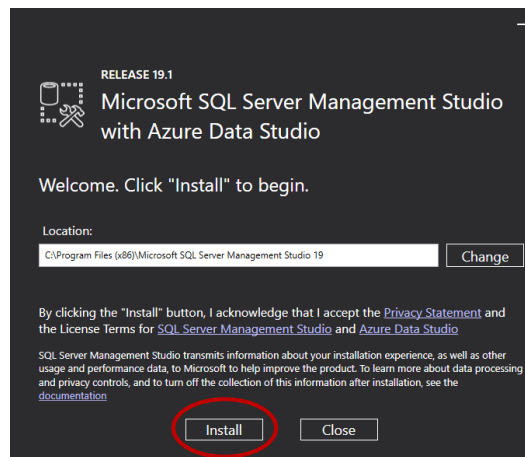 RELEASE 19.1
Microsoft SQL Server Management Studio
with Azure Data Studio
Welcome. Click "Install" to begin.
Location:
C:\Program Files (x86)\Microsoft SQL Server Management Studio 19
Change
By clicking the "Install" button, I acknowledge that I accept the Privacy Statement and
the License Terms for SQL Server Management Studio and Azure Data Studio
SQL Server Management Studio transmits information about your installation experience, as well as other
usage and performance data, to Microsoft to help improve the product. To learn more about data processing
and privacy controls, and to turn off the collection of this information after installation, see the
documentation
Install Close